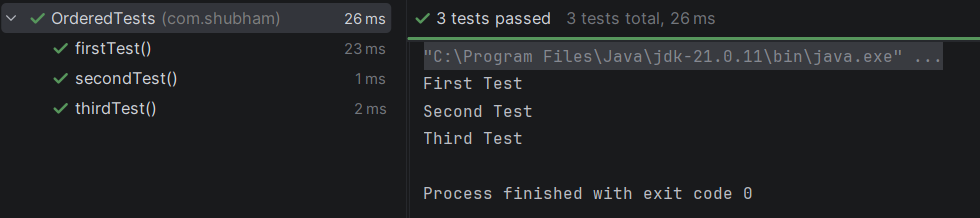 OrderedTests (com.shubham) 26 ms
firstTest() 23 ms
secondTest() 1 ms
thirdTest() 2 ms
3 tests passed 3 tests total, 26 ms
"C:\Program Files\Java\jdk-21.0.11\bin\java.exe" ...
First Test
Second Test
Third Test
Process finished with exit code 0